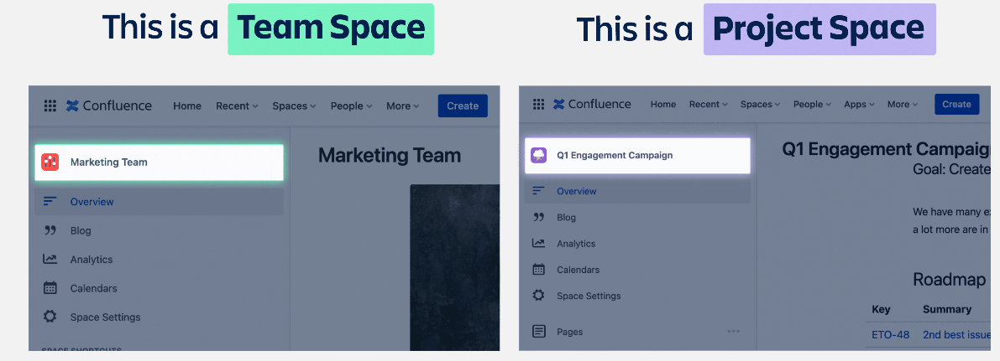 This is a Team Space
Confluence Home Recent Spaces People More Create
Marketing Team
Marketing Team
Overview
Blog
Analytics
Calendars
Space Settings
SPACE SHORTCUTS
This is a Project Space
Confluence Home Recent Spaces People Apps More Create
Q1 Engagement Campaign
Q1 Engagement Campaig
Goal: Create
Overview
We have many ex
Blog
a lot more are in
Analytics
Calendars
Roadmap
Space Settings
Key Summary
Pages
ETO-48 2nd best issue